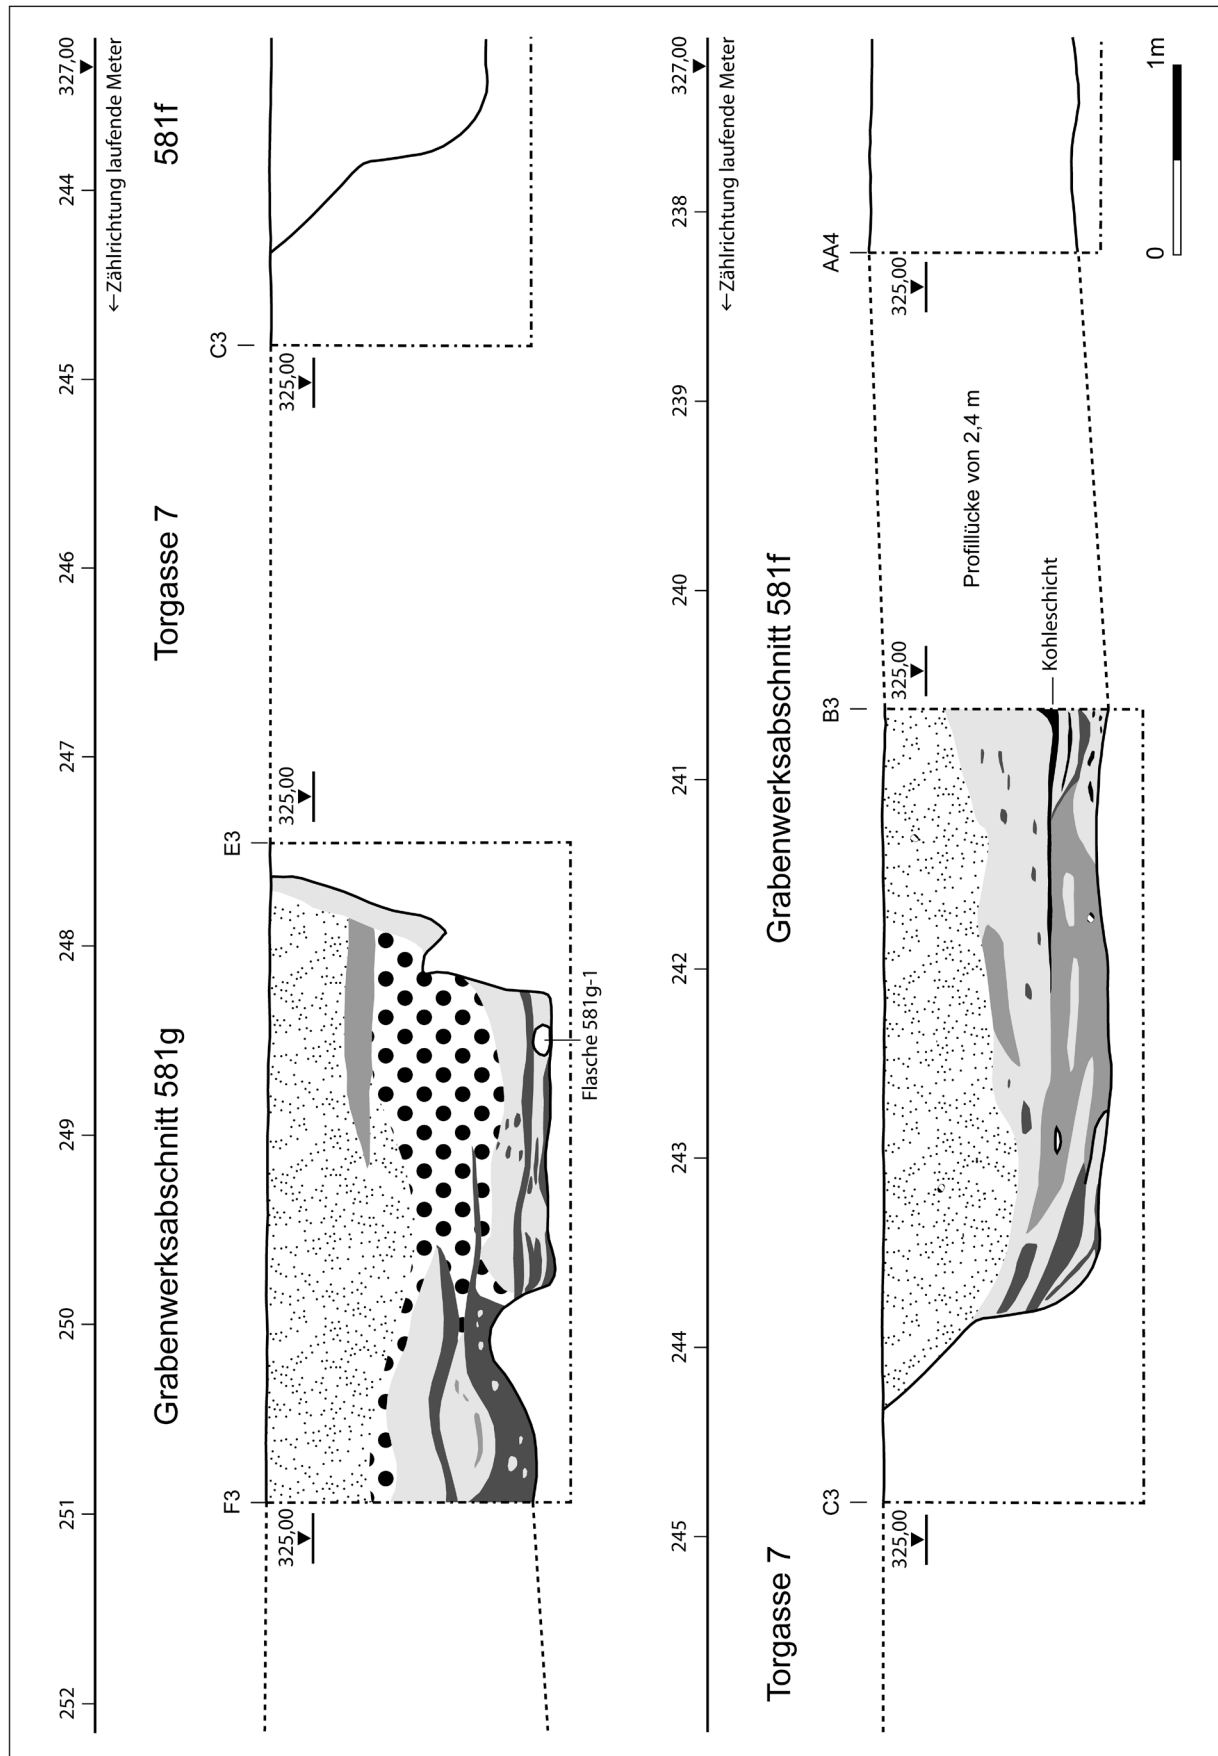 252
251
250
249
248
247
246
245
244
327,00
←Zählrichtung laufende Meter
Grabenwerksabschnitt 581g
Torgasse 7
581f
F3
E3
C3
325,00
325,00
325,00
Flasche 581g-1
245
244
243
242
241
240
239
238
327,00
←Zählrichtung laufende Meter
Torgasse 7
Grabenwerksabschnitt 581f
C3
B3
AA4
325,00
325,00
325,00
Profillücke von 2,4 m
Kohleschicht
0
1m